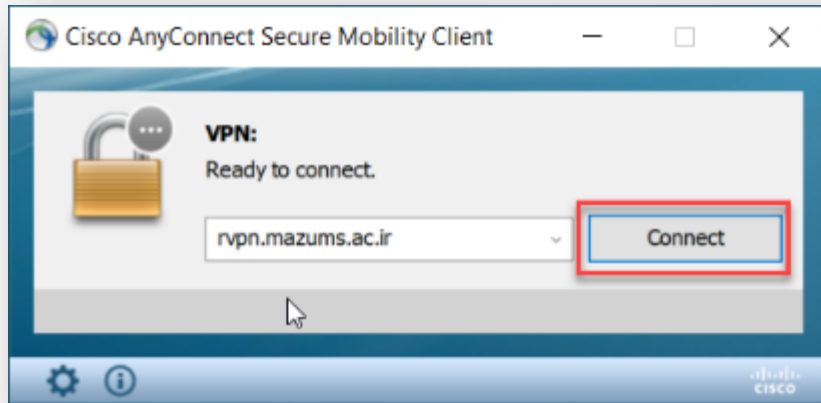 Cisco AnyConnect Secure Mobility Client
VPN:
Ready to connect.
rvpn.mazums.ac.ir
Connect
CISCO